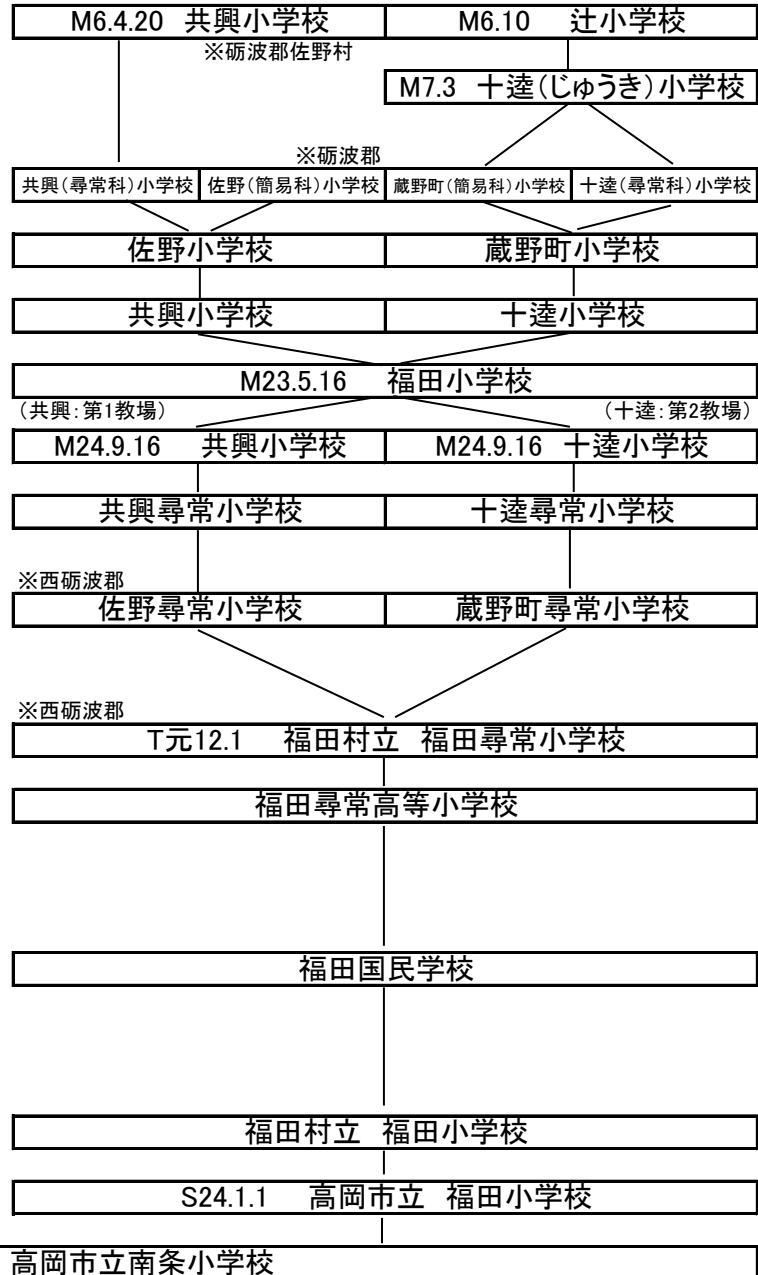 M6.4.20 共興小学校 M6.10 辻小学校
※砺波郡佐野村
M7.3 十逵(じゅうき)小学校
※砺波郡
共興(尋常科)小学校 佐野(簡易科)小学校 蔵野町(簡易科)小学校 十逵(尋常科)小学校
佐野小学校 蔵野町小学校
共興小学校 十逵小学校
M23.5.16 福田小学校
(共興:第1教場) (十逵:第2教場)
M24.9.16 共興小学校 M24.9.16 十逵小学校
共興尋常小学校 十逵尋常小学校
※西砺波郡
佐野尋常小学校 蔵野町尋常小学校
※西砺波郡
T元12.1 福田村立 福田尋常小学校
福田尋常高等小学校
福田国民学校
福田村立 福田小学校
S24.1.1 高岡市立 福田小学校
高岡市立南条小学校